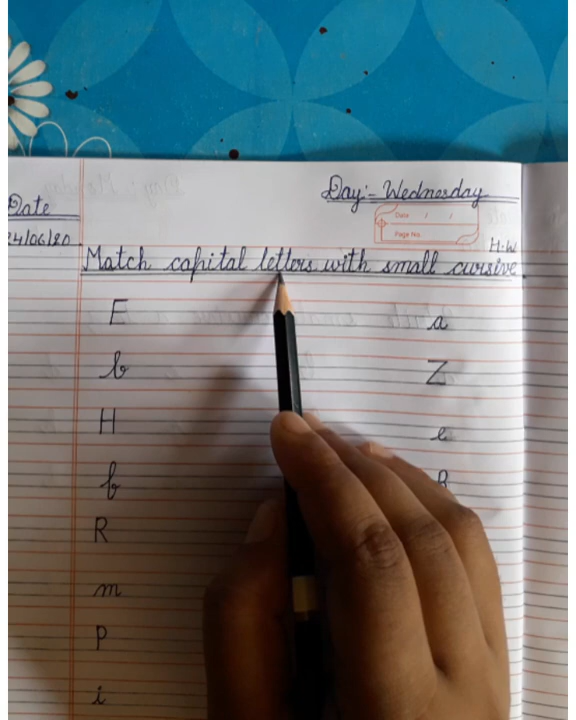 Day:- Wednesday
Date
Date / /
Page No.
24/06/20
H.W
Match capital letters with small cursive
E a
b Z
H e
f
R
m
P
i